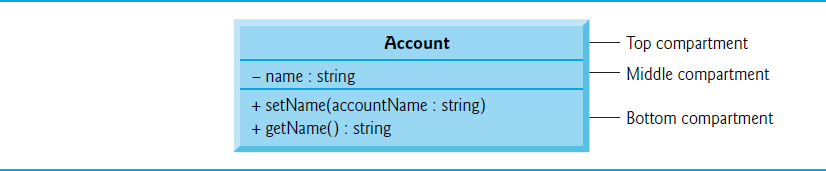 Account
Top compartment
– name : string
Middle compartment
+ setName(accountName : string)
+ getName() : string
Bottom compartment